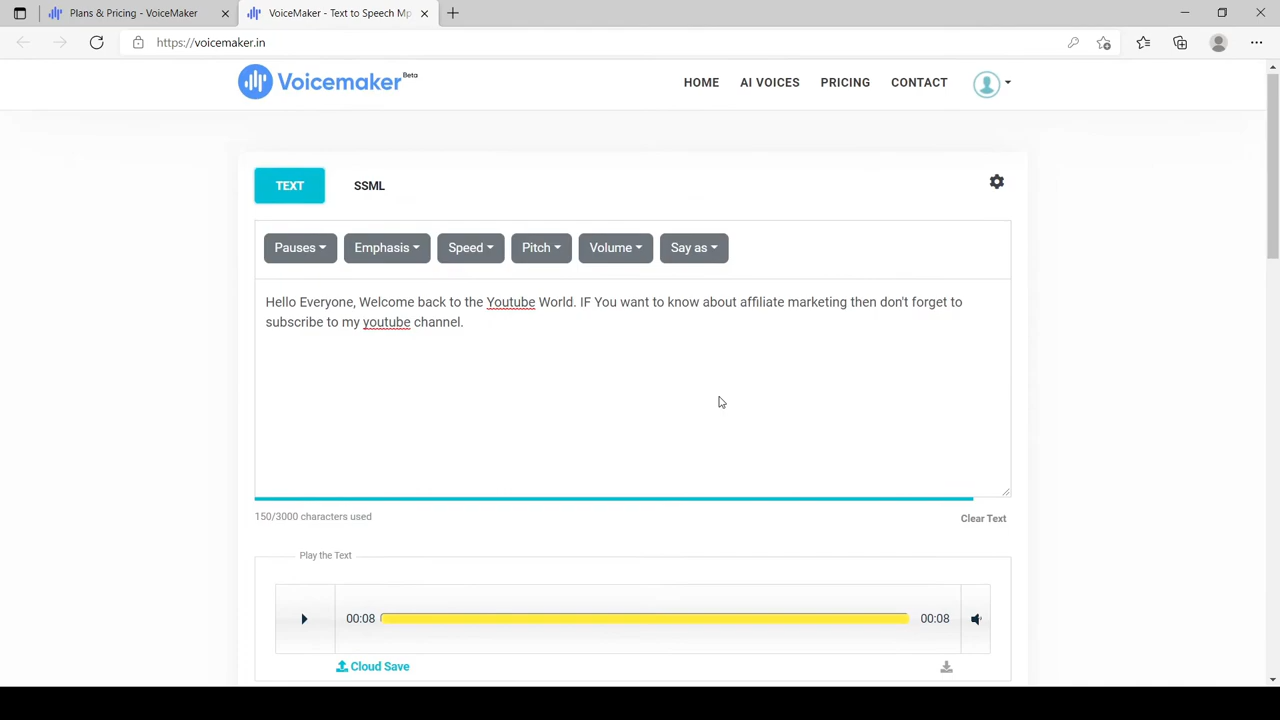 Plans & Pricing - VoiceMaker
VoiceMaker - Text to Speech Mp
https://voicemaker.in
Voicemaker Beta
HOME
AI VOICES
PRICING
CONTACT
TEXT
SSML
Pauses
Emphasis
Speed
Pitch
Volume
Say as
Hello Everyone, Welcome back to the Youtube World. IF You want to know about affiliate marketing then don't forget to
subscribe to my youtube channel.
150/3000 characters used
Clear Text
Play the Text
00:08
00:08
Cloud Save